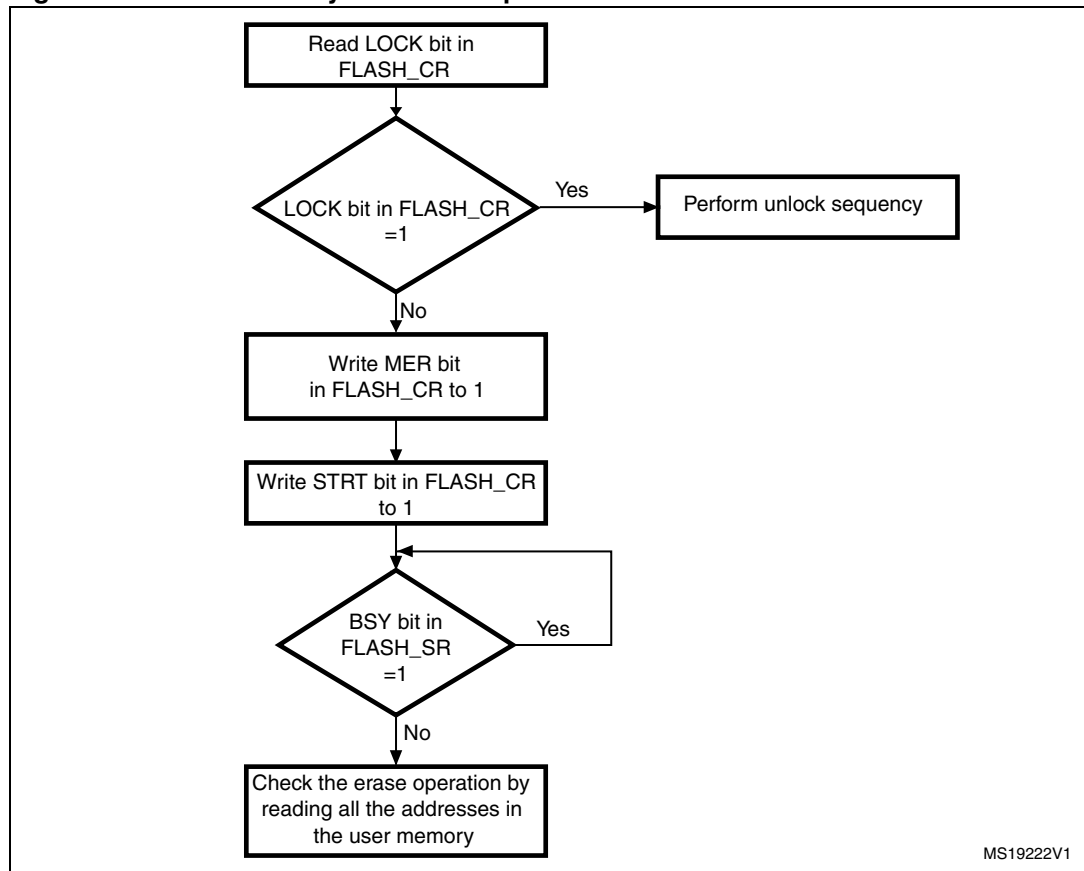 Read LOCK bit in
FLASH_CR
LOCK bit in FLASH_CR
=1
Yes
Perform unlock sequency
No
Write MER bit
in FLASH_CR to 1
Write STRT bit in FLASH_CR
to 1
BSY bit in
FLASH_SR
=1
Yes
No
Check the erase operation by
reading all the addresses in
the user memory
MS19222V1